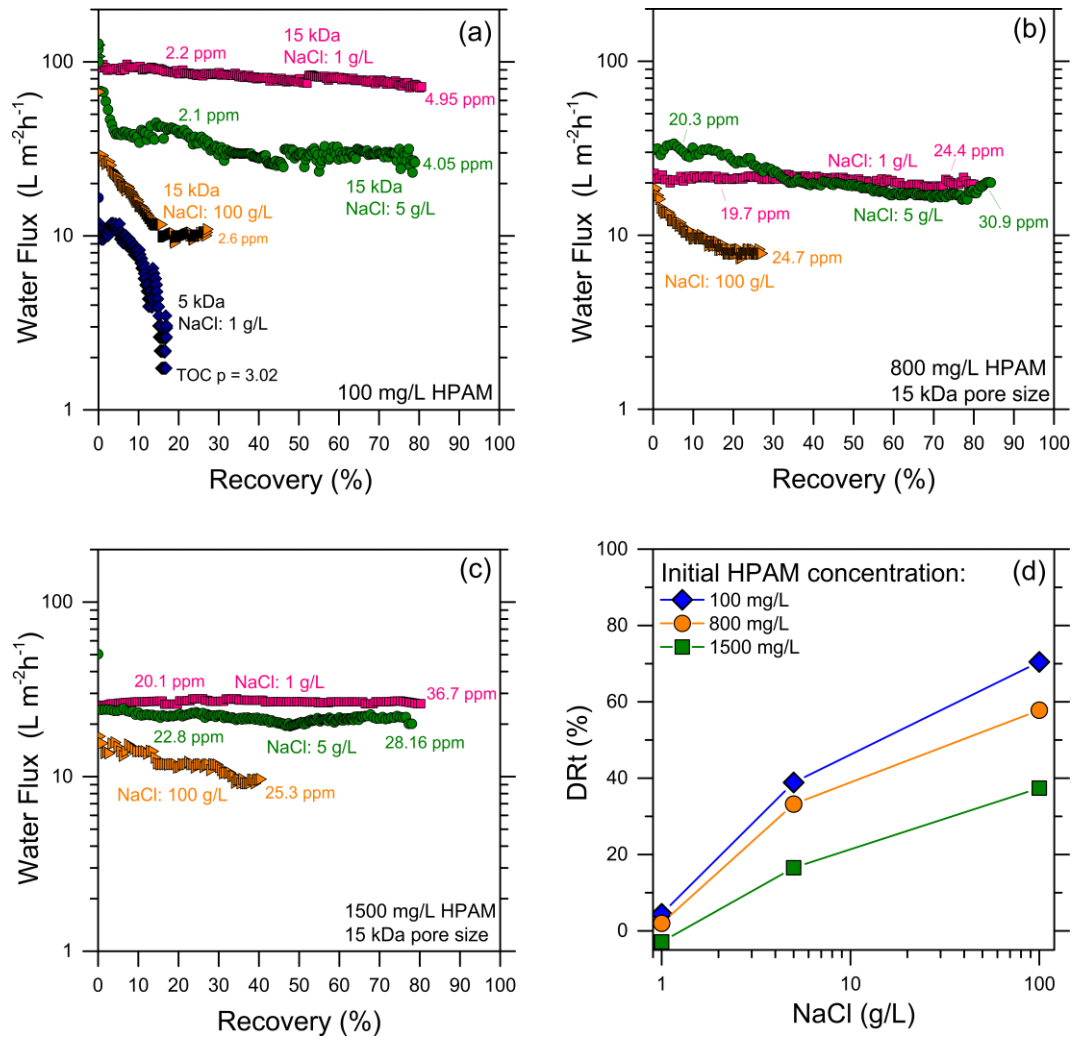 (a)
2.2 ppm
15 kDa
NaCl: 1 g/L
4.95 ppm
2.1 ppm
4.05 ppm
15 kDa
NaCl: 5 g/L
15 kDa
NaCl: 100 g/L
2.6 ppm
5 kDa
NaCl: 1 g/L
TOC p = 3.02
100 mg/L HPAM
100
10
1
0 10 20 30 40 50 60 70 80 90 100
Water Flux (L m-2h-1)
Recovery (%)
(b)
20.3 ppm
NaCl: 1 g/L
24.4 ppm
19.7 ppm
NaCl: 5 g/L
30.9 ppm
24.7 ppm
NaCl: 100 g/L
800 mg/L HPAM
15 kDa pore size
100
10
1
0 10 20 30 40 50 60 70 80 90 100
Water Flux (L m-2h-1)
Recovery (%)
(c)
20.1 ppm
NaCl: 1 g/L
36.7 ppm
22.8 ppm
NaCl: 5 g/L
28.16 ppm
NaCl: 100 g/L
25.3 ppm
1500 mg/L HPAM
15 kDa pore size
100
10
1
0 10 20 30 40 50 60 70 80 90 100
Water Flux (L m-2h-1)
Recovery (%)
(d)
Initial HPAM concentration:
100 mg/L
800 mg/L
1500 mg/L
100
80
60
40
20
0
1 10 100
DRt (%)
NaCl (g/L)